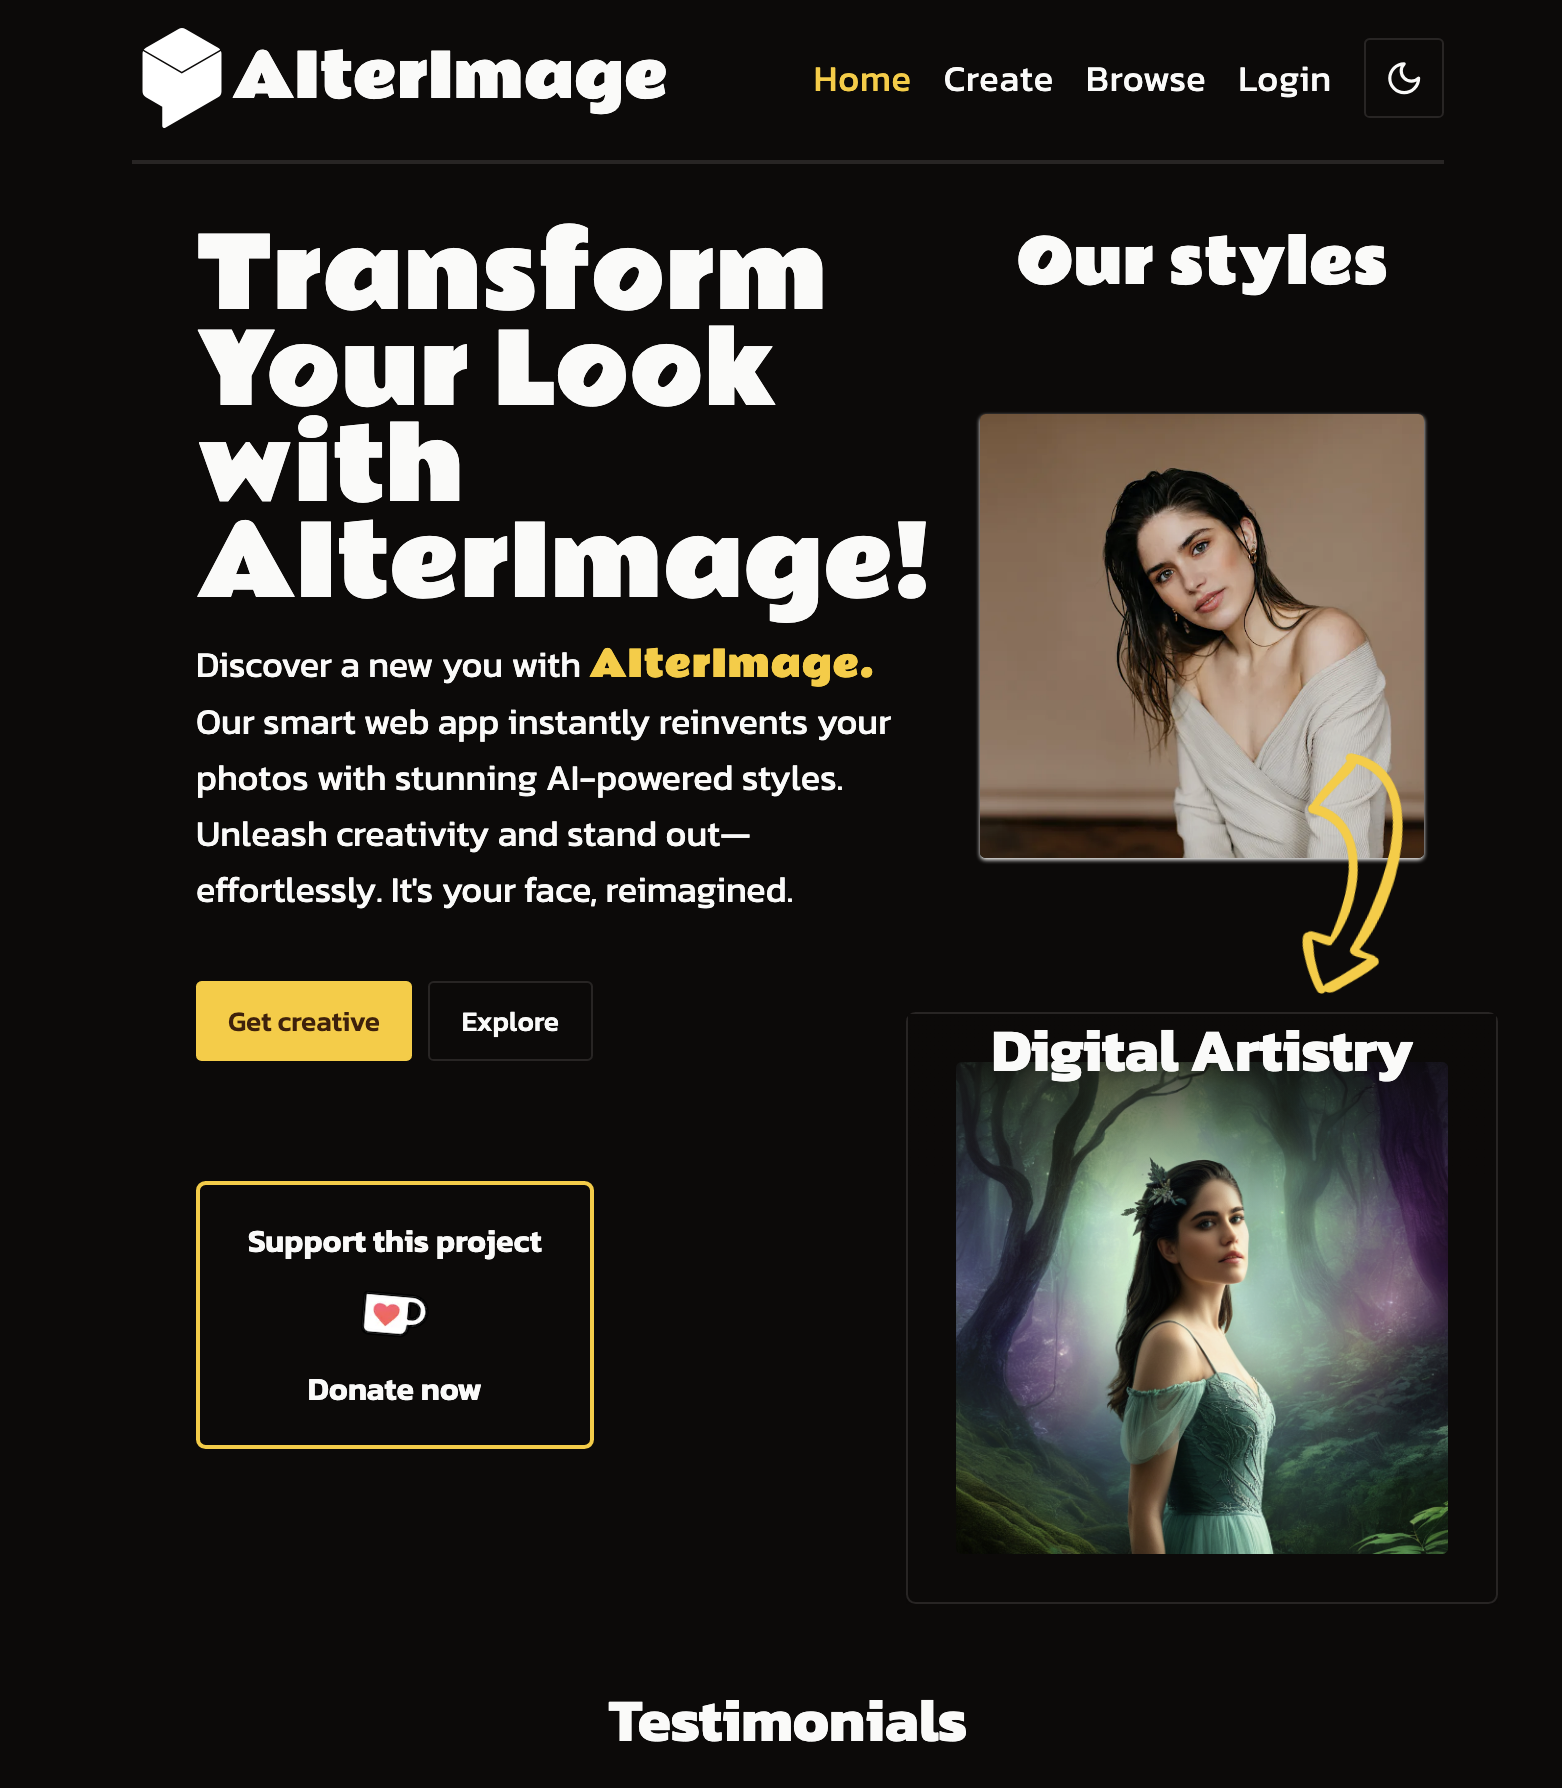 AlterImage
Home Create Browse Login
Transform
Your Look
with
AlterImage!
Discover a new you with AlterImage.
Our smart web app instantly reinvents your
photos with stunning AI-powered styles.
Unleash creativity and stand out—
effortlessly. It's your face, reimagined.
Get creative
Explore
Support this project
Donate now
Our styles
Digital Artistry
Testimonials